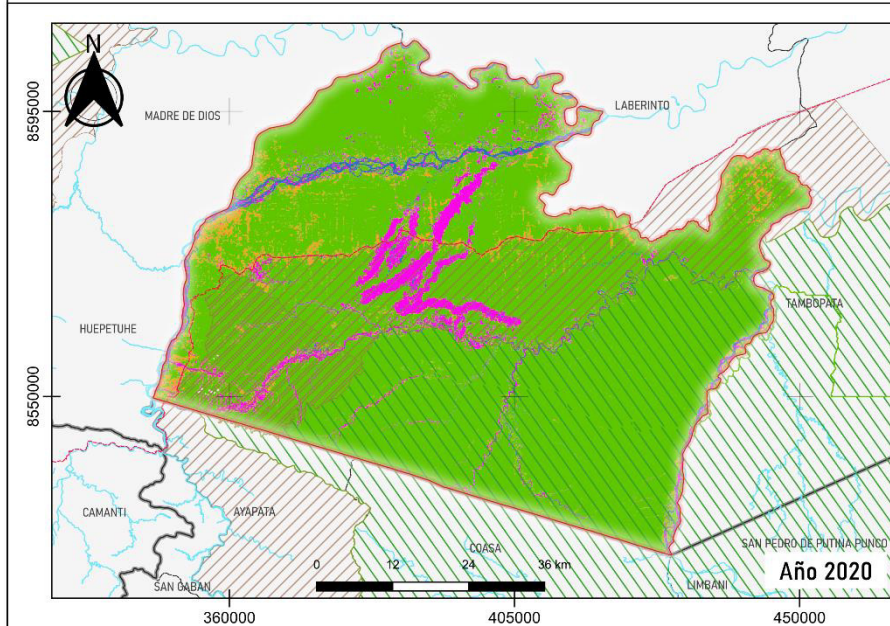 N
MADRE DE DIOS
LABERINTO
8595000
TAMBOPATA
HUEPETUHE
8550000
CAMANTI
AYAPATA
COASA
SAN PEDRO DE PUTINA PUNCO
SAN GABAN
LIMBANI
0 12 24 36 km
Año 2020
360000 405000 450000